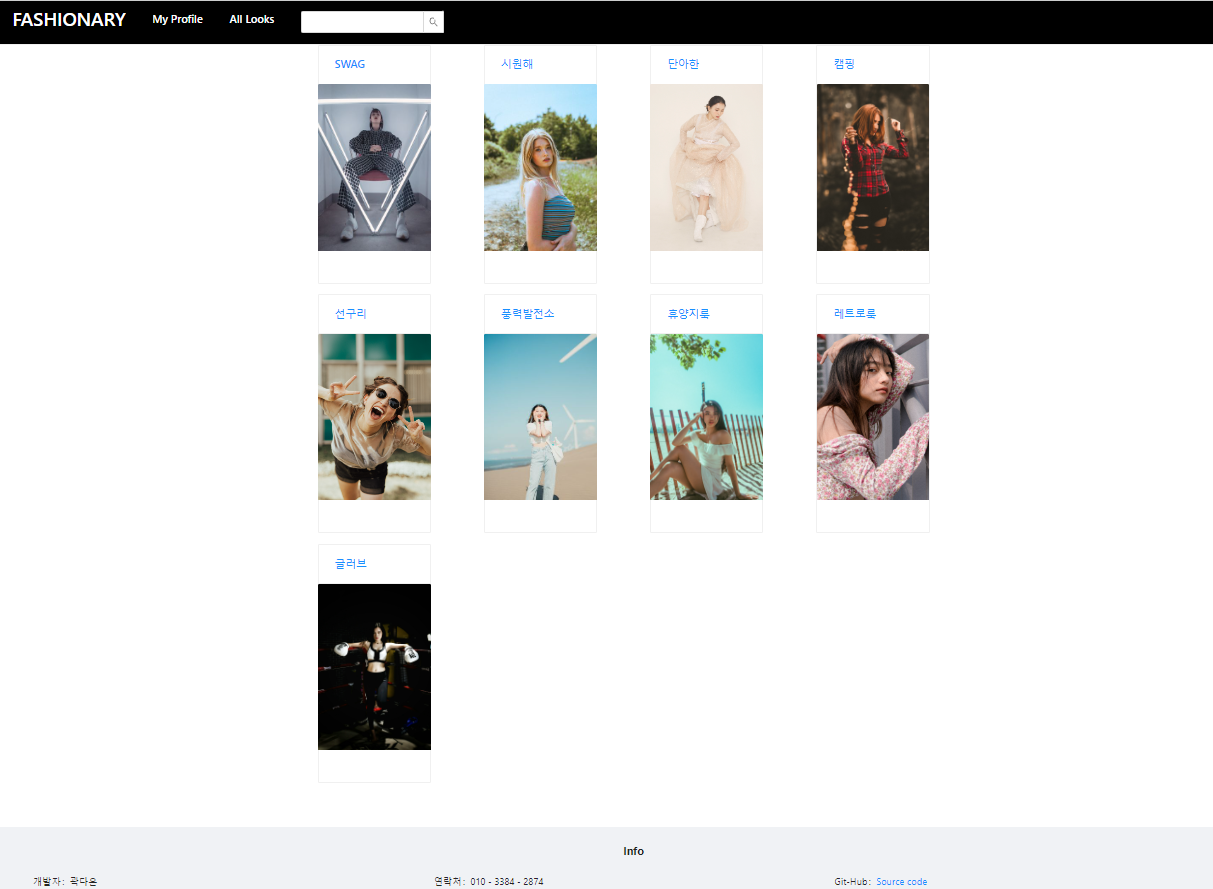 FASHIONARY My Profile All Looks
SWAG 시원해 단아한 캠핑
선구리 풍력발전소 휴양지룩 레트로룩
글러브
Info
개발자: 곽다은 연락처: 010 - 3384 - 2874 Git-Hub: Source code